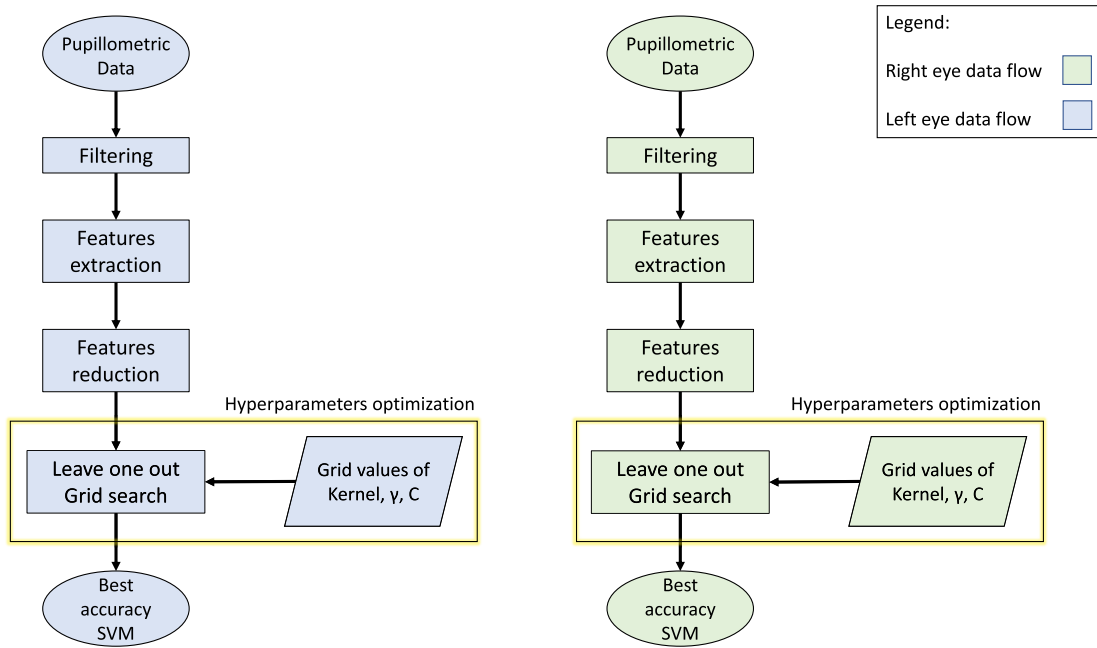 Pupillometric
Data
Filtering
Features
extraction
Features
reduction
Hyperparameters optimization
Leave one out
Grid search
Grid values of
Kernel, γ, C
Best
accuracy
SVM
Pupillometric
Data
Filtering
Features
extraction
Features
reduction
Hyperparameters optimization
Leave one out
Grid search
Grid values of
Kernel, γ, C
Best
accuracy
SVM
Legend:
Right eye data flow
Left eye data flow